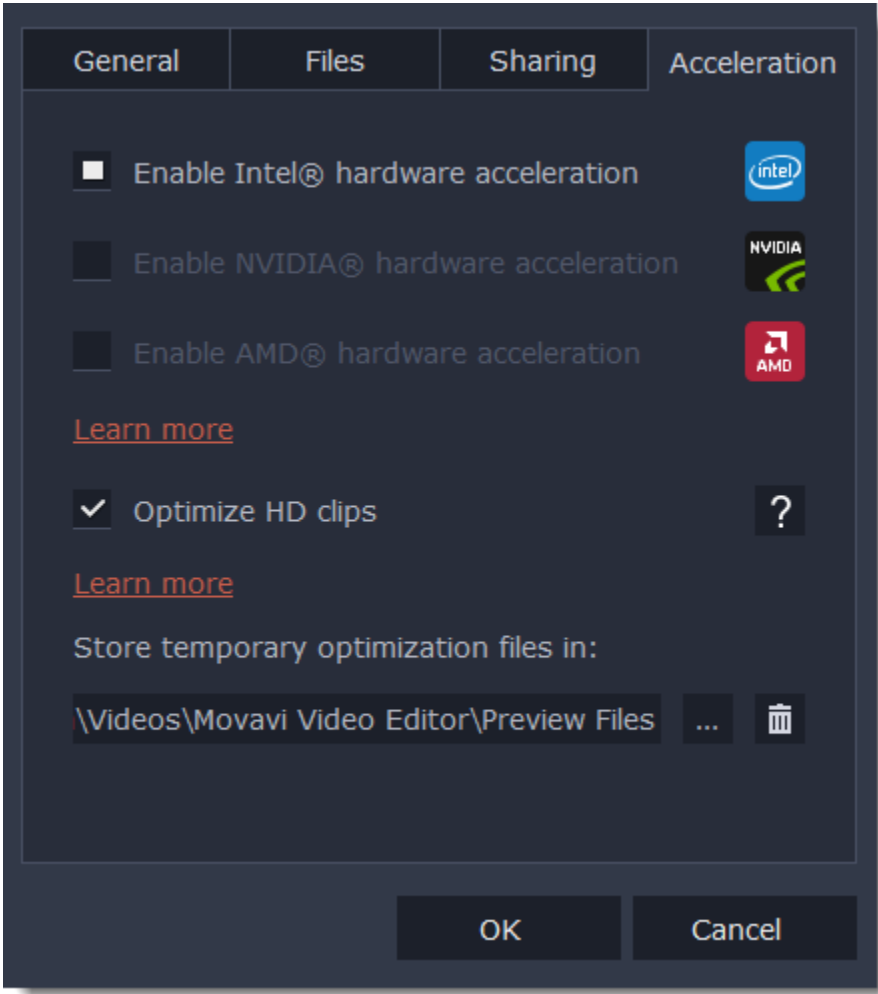 General Files Sharing Acceleration
Enable Intel® hardware acceleration
intel
Enable NVIDIA® hardware acceleration
NVIDIA
Enable AMD® hardware acceleration
AMD
Learn more
Optimize HD clips
?
Learn more
Store temporary optimization files in:
\Videos\Movavi Video Editor\Preview Files ...
OK Cancel